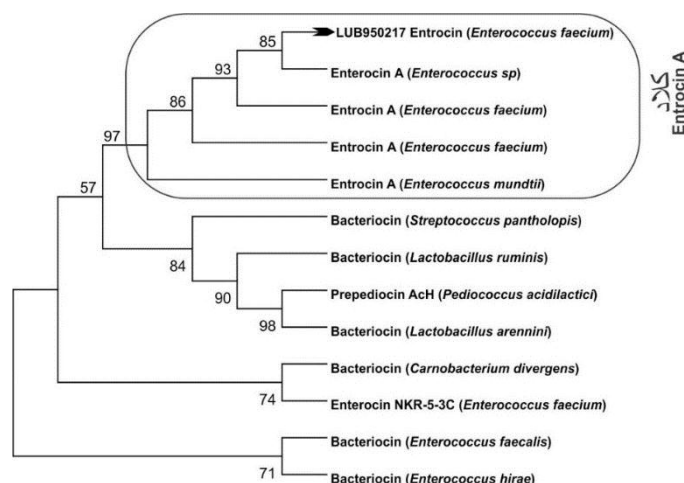 LUB950217 Entrocin (Enterococcus faecium)
85
Enterocin A (Enterococcus sp)
93
Entrocin A (Enterococcus faecium)
86
Entrocin A (Enterococcus faecium)
97
Entrocin A (Enterococcus mundtii)
کلاد
Entrocin A
57
Bacteriocin (Streptococcus pantholopis)
84
Bacteriocin (Lactobacillus ruminis)
90
Prepediocin AcH (Pediococcus acidilactici)
98
Bacteriocin (Lactobacillus arennini)
Bacteriocin (Carnobacterium divergens)
74
Enterocin NKR-5-3C (Enterococcus faecium)
Bacteriocin (Enterococcus faecalis)
71
Bacteriocin (Enterococcus hirae)